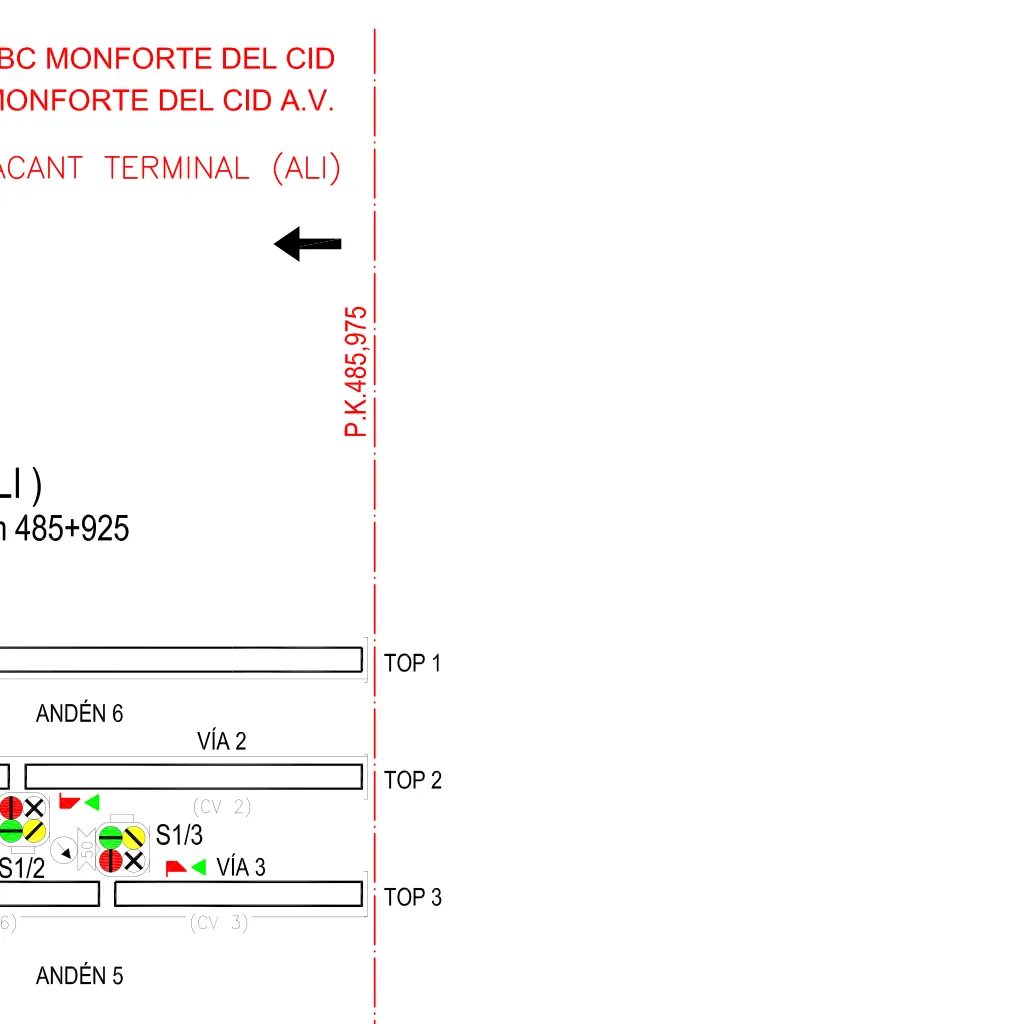 BC MONFORTE DEL CID
MONFORTE DEL CID A.V.
ACANT TERMINAL (ALI)
P.K.485,975
LI )
485+925
TOP 1
ANDÉN 6
VÍA 2
TOP 2
(CV 2)
S1/3
50
S1/2
VÍA 3
TOP 3
6)
(CV 3)
ANDÉN 5